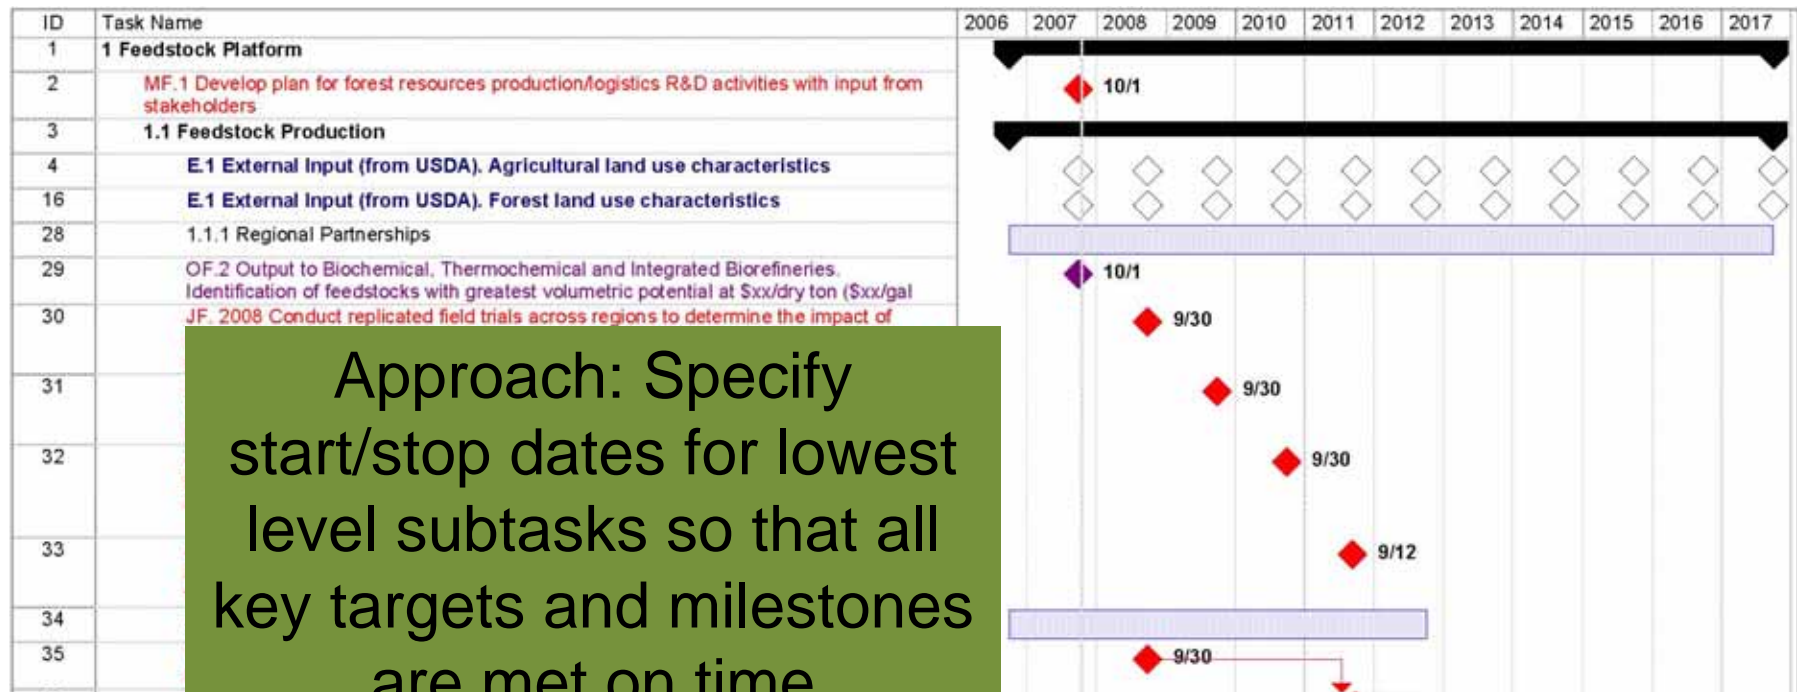 ID Task Name 2006 2007 2008 2009 2010 2011 2012 2013 2014 2015 2016 2017
1 1 Feedstock Platform
2 MF.1 Develop plan for forest resources production/logistics R&D activities with input from 10/1
stakeholders
3 1.1 Feedstock Production
4 E.1 External Input (from USDA). Agricultural land use characteristics
16 E.1 External Input (from USDA). Forest land use characteristics
28 1.1.1 Regional Partnerships
29 OF.2 Output to Biochemical, Thermochemical and Integrated Biorefineries. 10/1
Identification of feedstocks with greatest volumetric potential at $xx/dry ton ($xx/gal
30 JF. 2008 Conduct replicated field trials across regions to determine the impact of 9/30
31 9/30
32 9/30
33 9/12
34
35 9/30
Approach: Specify
start/stop dates for lowest
level subtasks so that all
key targets and milestones
are met on time